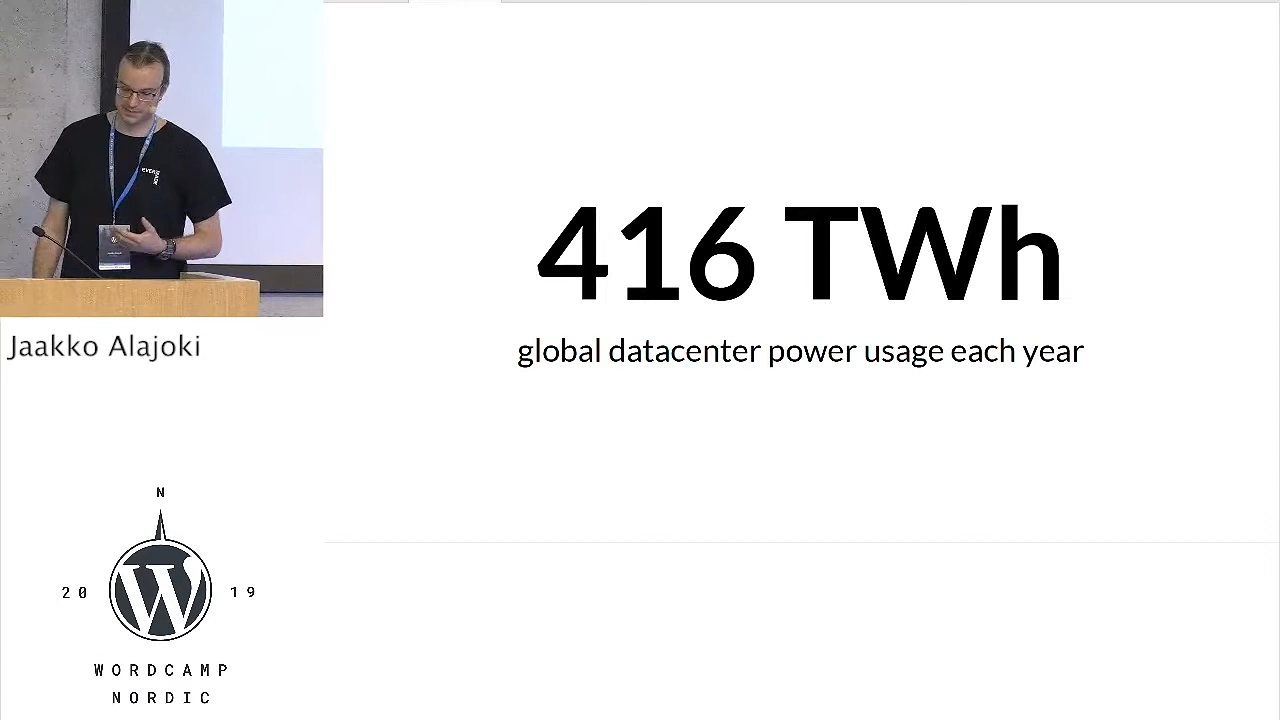 416 TWh
global datacenter power usage each year
Jaakko Alajoki
N
20 19
WORDCAMP
NORDIC